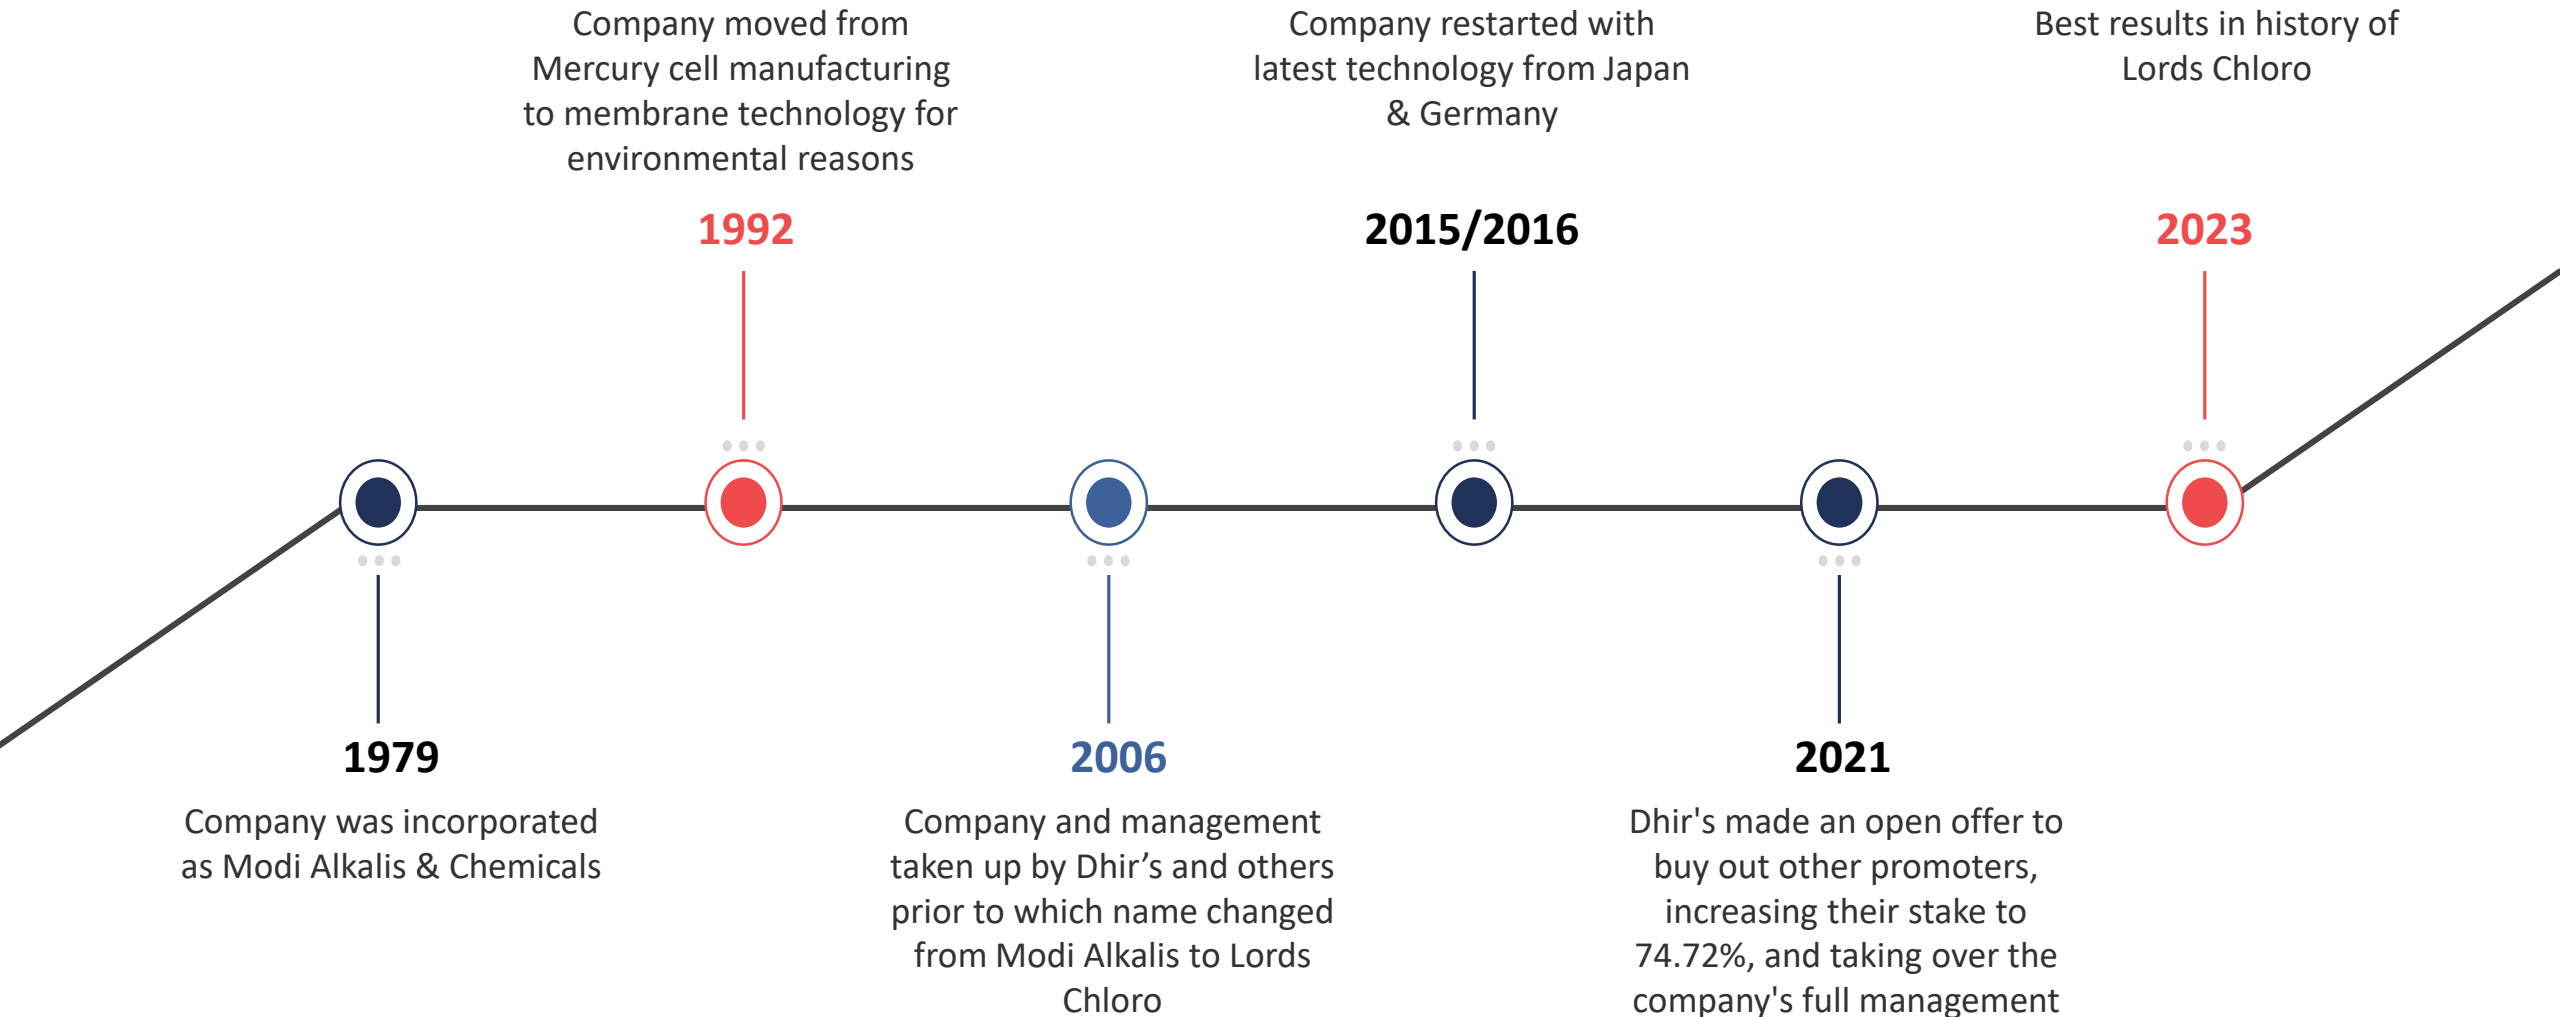 Company moved from
Mercury cell manufacturing
to membrane technology for
environmental reasons
1992
Company restarted with
latest technology from Japan
& Germany
2015/2016
Best results in history of
Lords Chloro
2023
1979
Company was incorporated
as Modi Alkalis & Chemicals
2006
Company and management
taken up by Dhir’s and others
prior to which name changed
from Modi Alkalis to Lords
Chloro
2021
Dhir's made an open offer to
buy out other promoters,
increasing their stake to
74.72%, and taking over the
company's full management